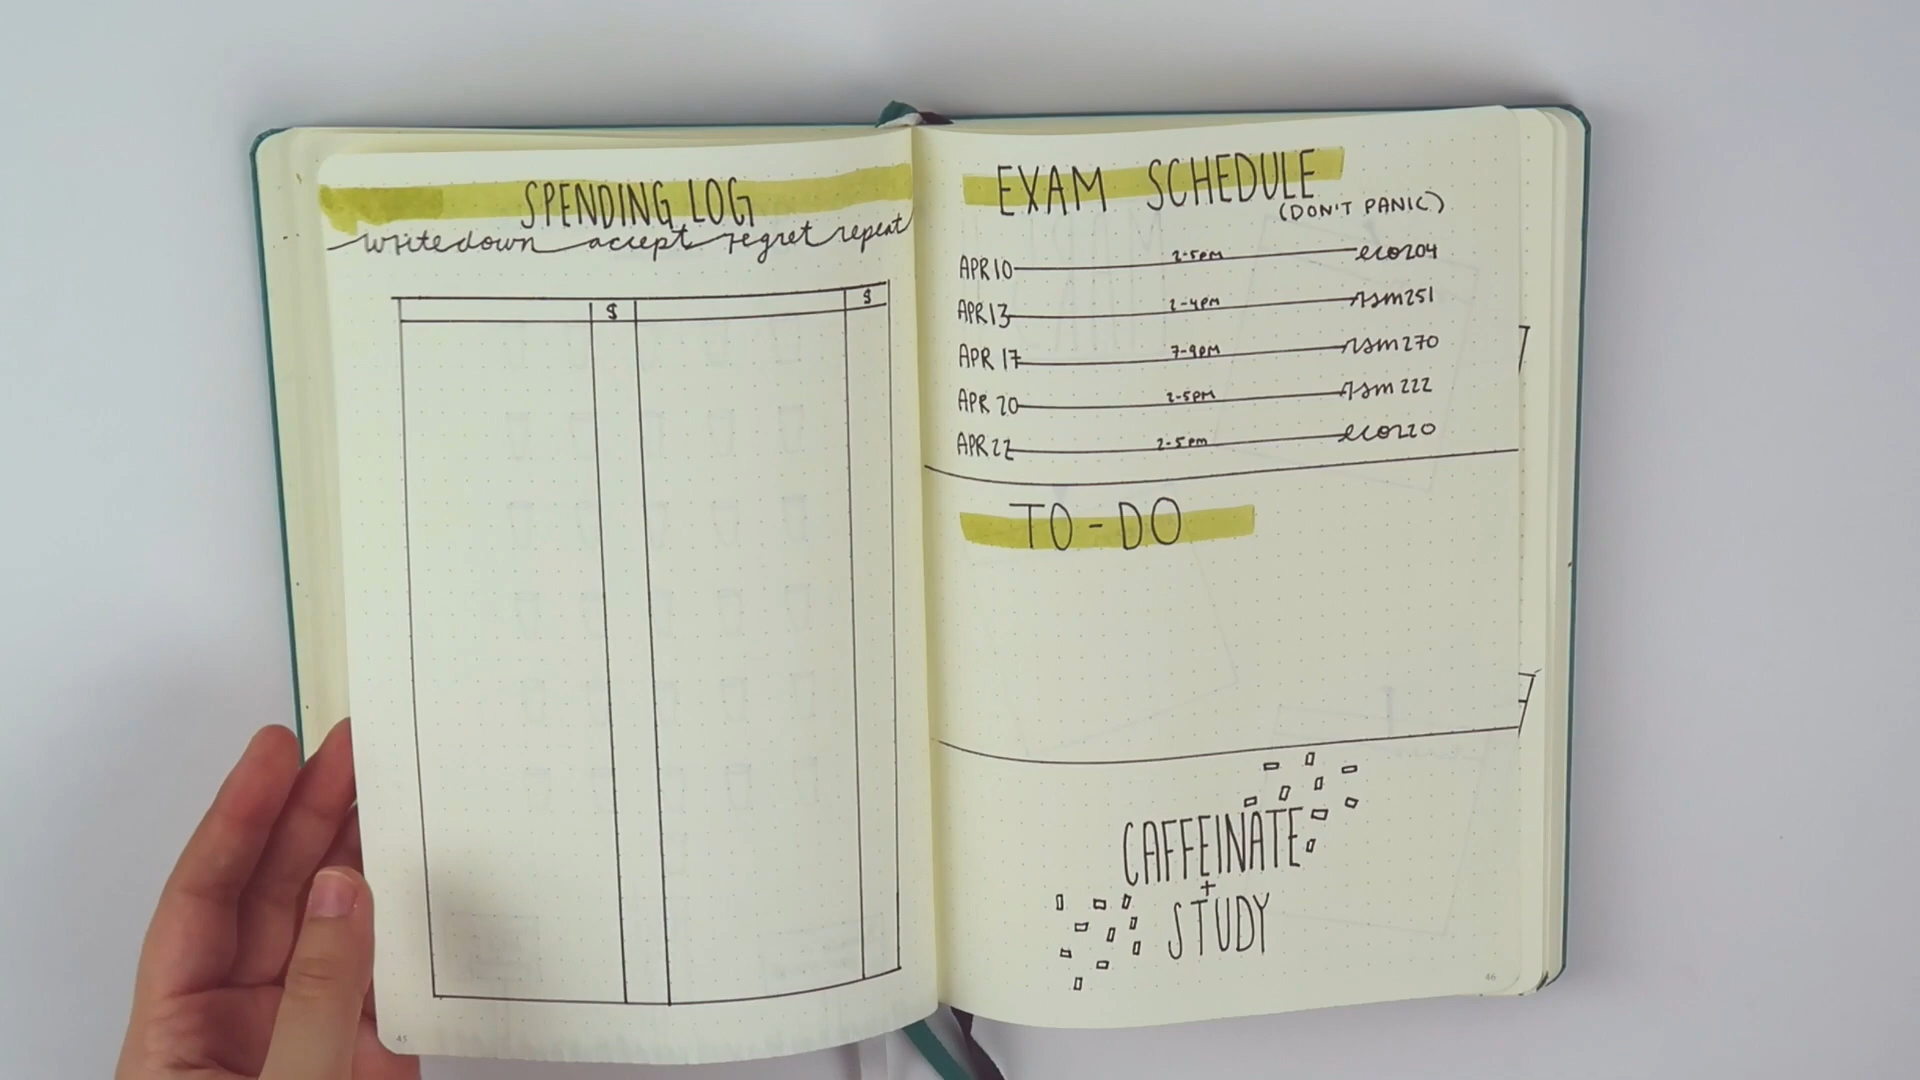 SPENDING LOG
write down accept regret repeat
$ $
45
EXAM SCHEDULE
(DON'T PANIC)
APR 10 2-5PM eco204
APR 13 2-4PM rsm251
APR 17 7-9PM rsm270
APR 20 2-5PM rsm222
APR 22 2-5PM eco220
TO-DO
CAFFEINATE
+
STUDY
46